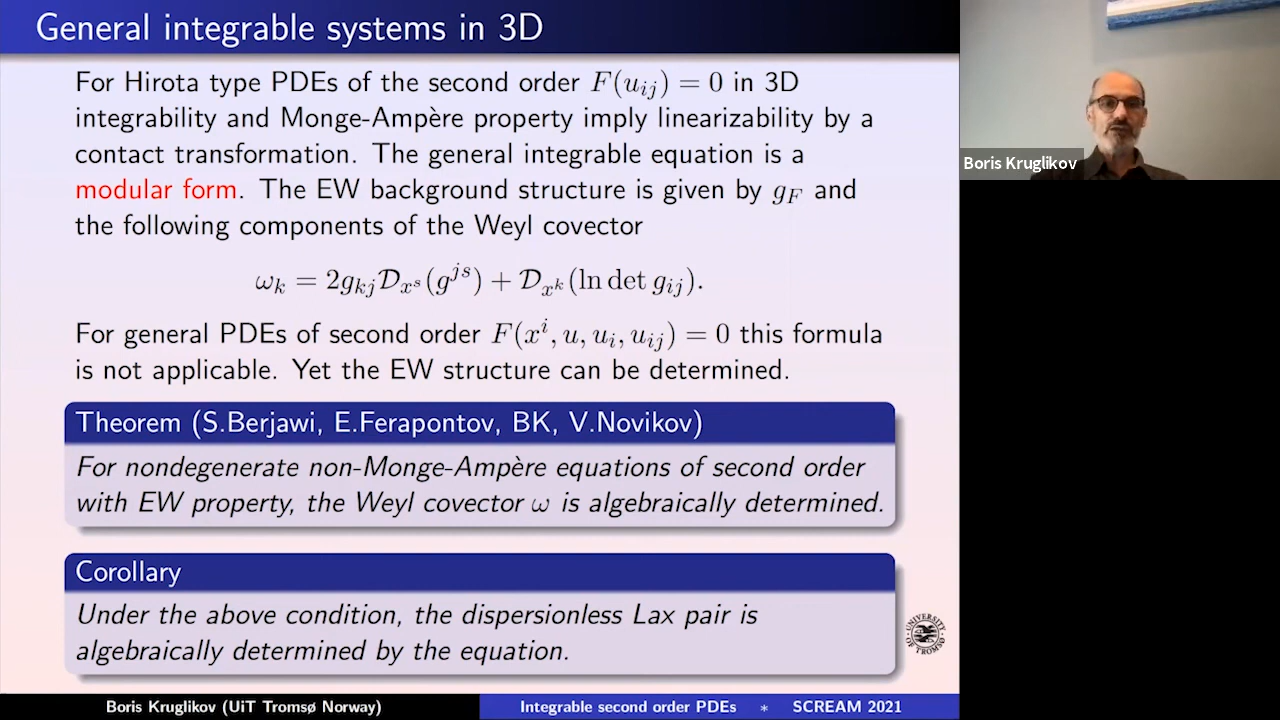 General integrable systems in 3D
For Hirota type PDEs of the second order F(u_{ij}) = 0 in 3D
integrability and Monge-Ampère property imply linearizability by a
contact transformation. The general integrable equation is a
modular form. The EW background structure is given by g_F and
the following components of the Weyl covector
ω_k = 2g_{kj}𝒟_{x^s}(g^{js}) + 𝒟_{x^k}(ln det g_{ij}).
For general PDEs of second order F(x^i, u, u_i, u_{ij}) = 0 this formula
is not applicable. Yet the EW structure can be determined.
Theorem (S.Berjawi, E.Ferapontov, BK, V.Novikov)
For nondegenerate non-Monge-Ampère equations of second order
with EW property, the Weyl covector ω is algebraically determined.
Corollary
Under the above condition, the dispersionless Lax pair is
algebraically determined by the equation.
UNIVERSITY
OF TROMSØ
Boris Kruglikov (UiT Tromsø Norway)
Integrable second order PDEs * SCREAM 2021
Boris Kruglikov